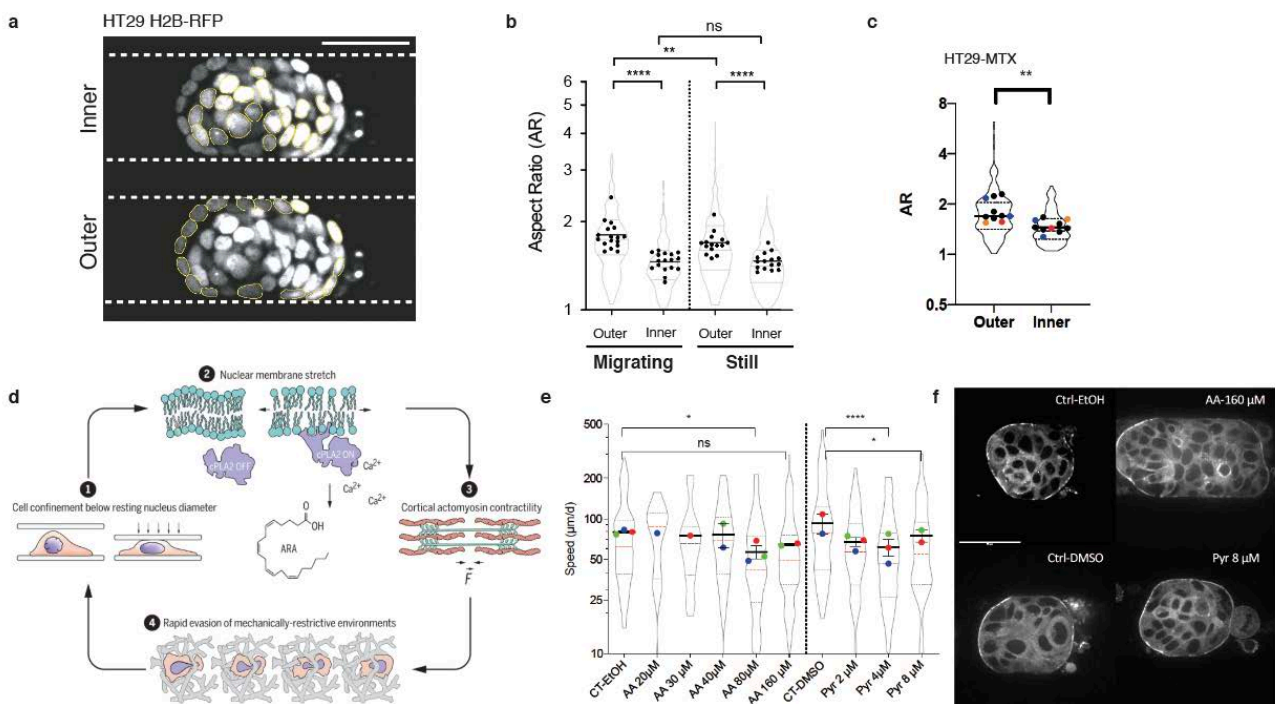 a
HT29 H2B-RFP
Inner
Outer
b
ns
**
**** ****
Aspect Ratio (AR)
6
5
4
3
2
1
Outer Inner Outer Inner
Migrating Still
c
HT29-MTX
**
AR
8
4
2
1
0.5
Outer Inner
d
2 Nuclear membrane stretch
cPLA2 OFF
cPLA2 ON
Ca2+
Ca2+
Ca2+
1
Cell confinement below resting nucleus diameter
O
OH
ARA
3
Cortical actomyosin contractility
F
4 Rapid evasion of mechanically-restrictive environments
e
* ****
ns *
Speed (µm/d)
500
200
100
50
25
10
CT-EtOH
AA 20µM
AA 30 µM
AA 40µM
AA 80µM
AA 160 µM
CT-DMSO
Pyr 2 µM
Pyr 4µM
Pyr 8 µM
f
Ctrl-EtOH
AA-160 µM
Ctrl-DMSO
Pyr 8 µM